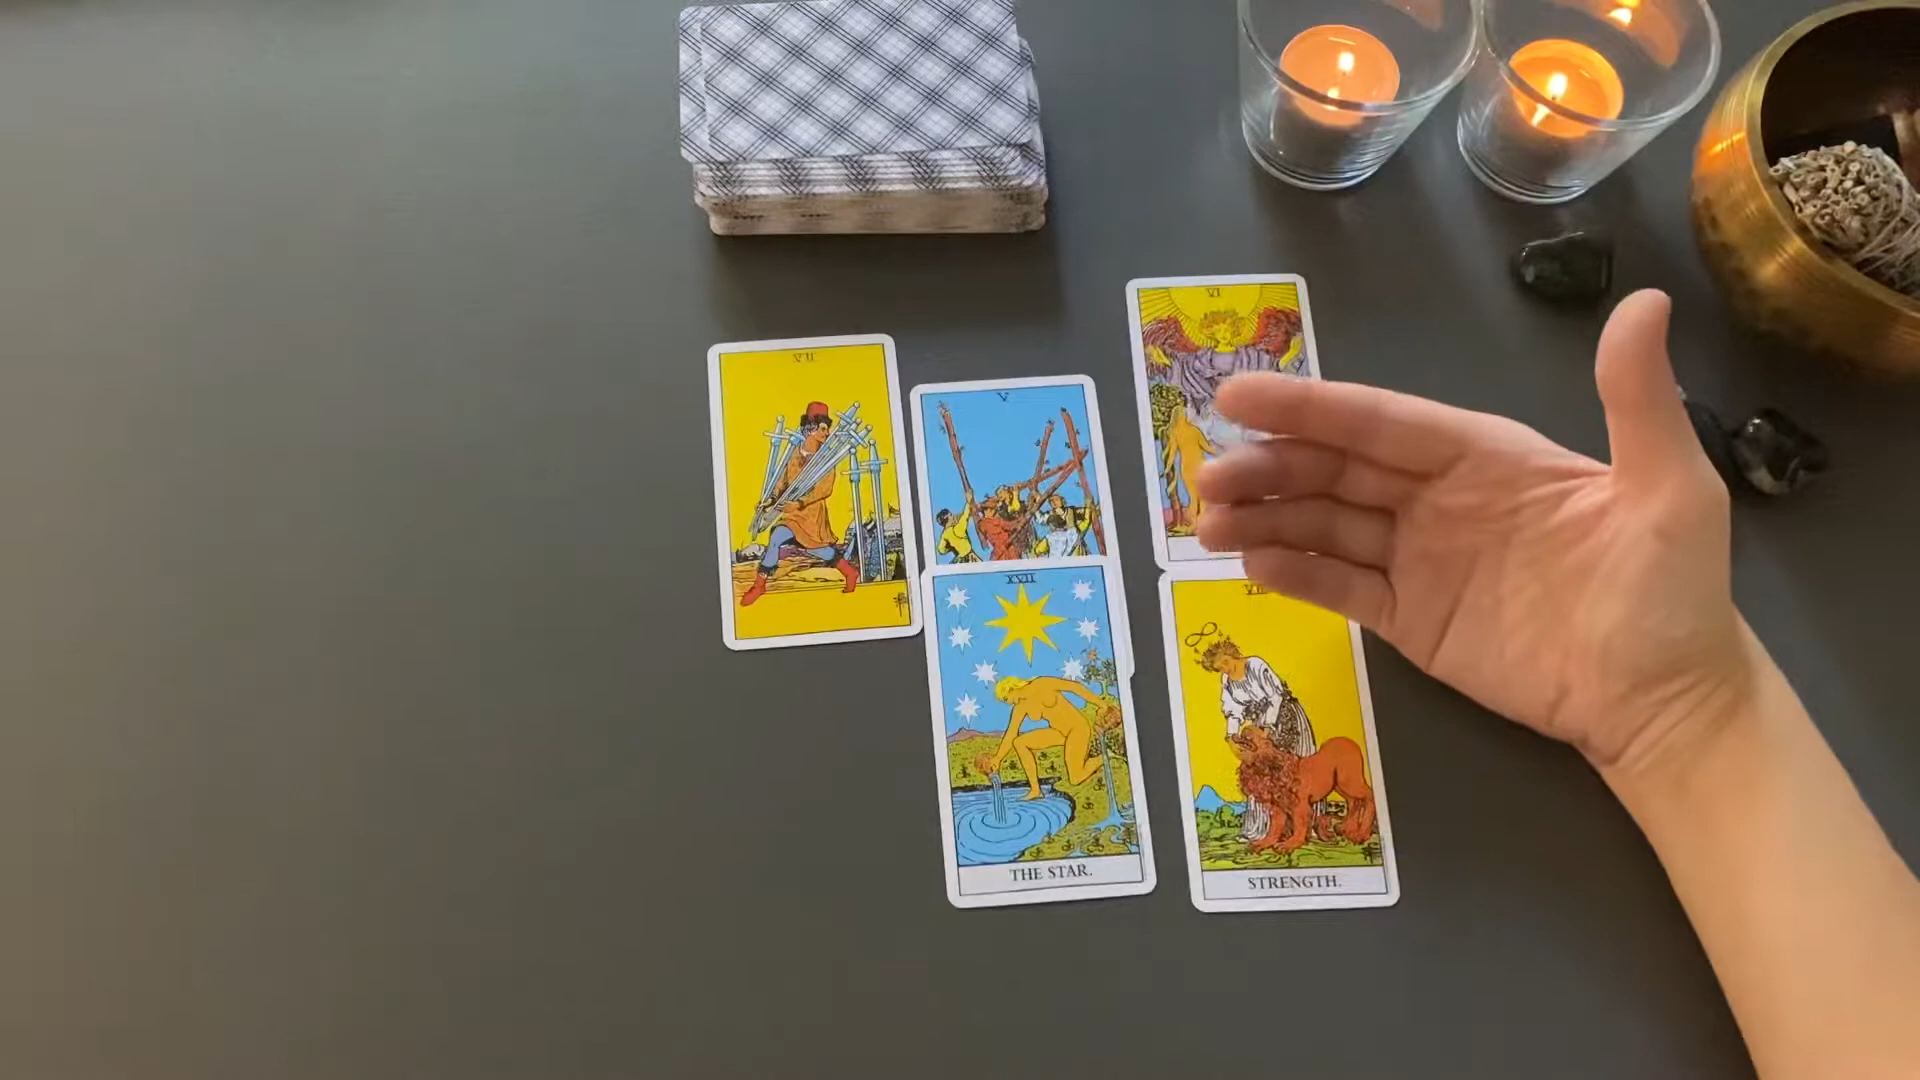 VI
VII
V
XVII
THE STAR.
STRENGTH.